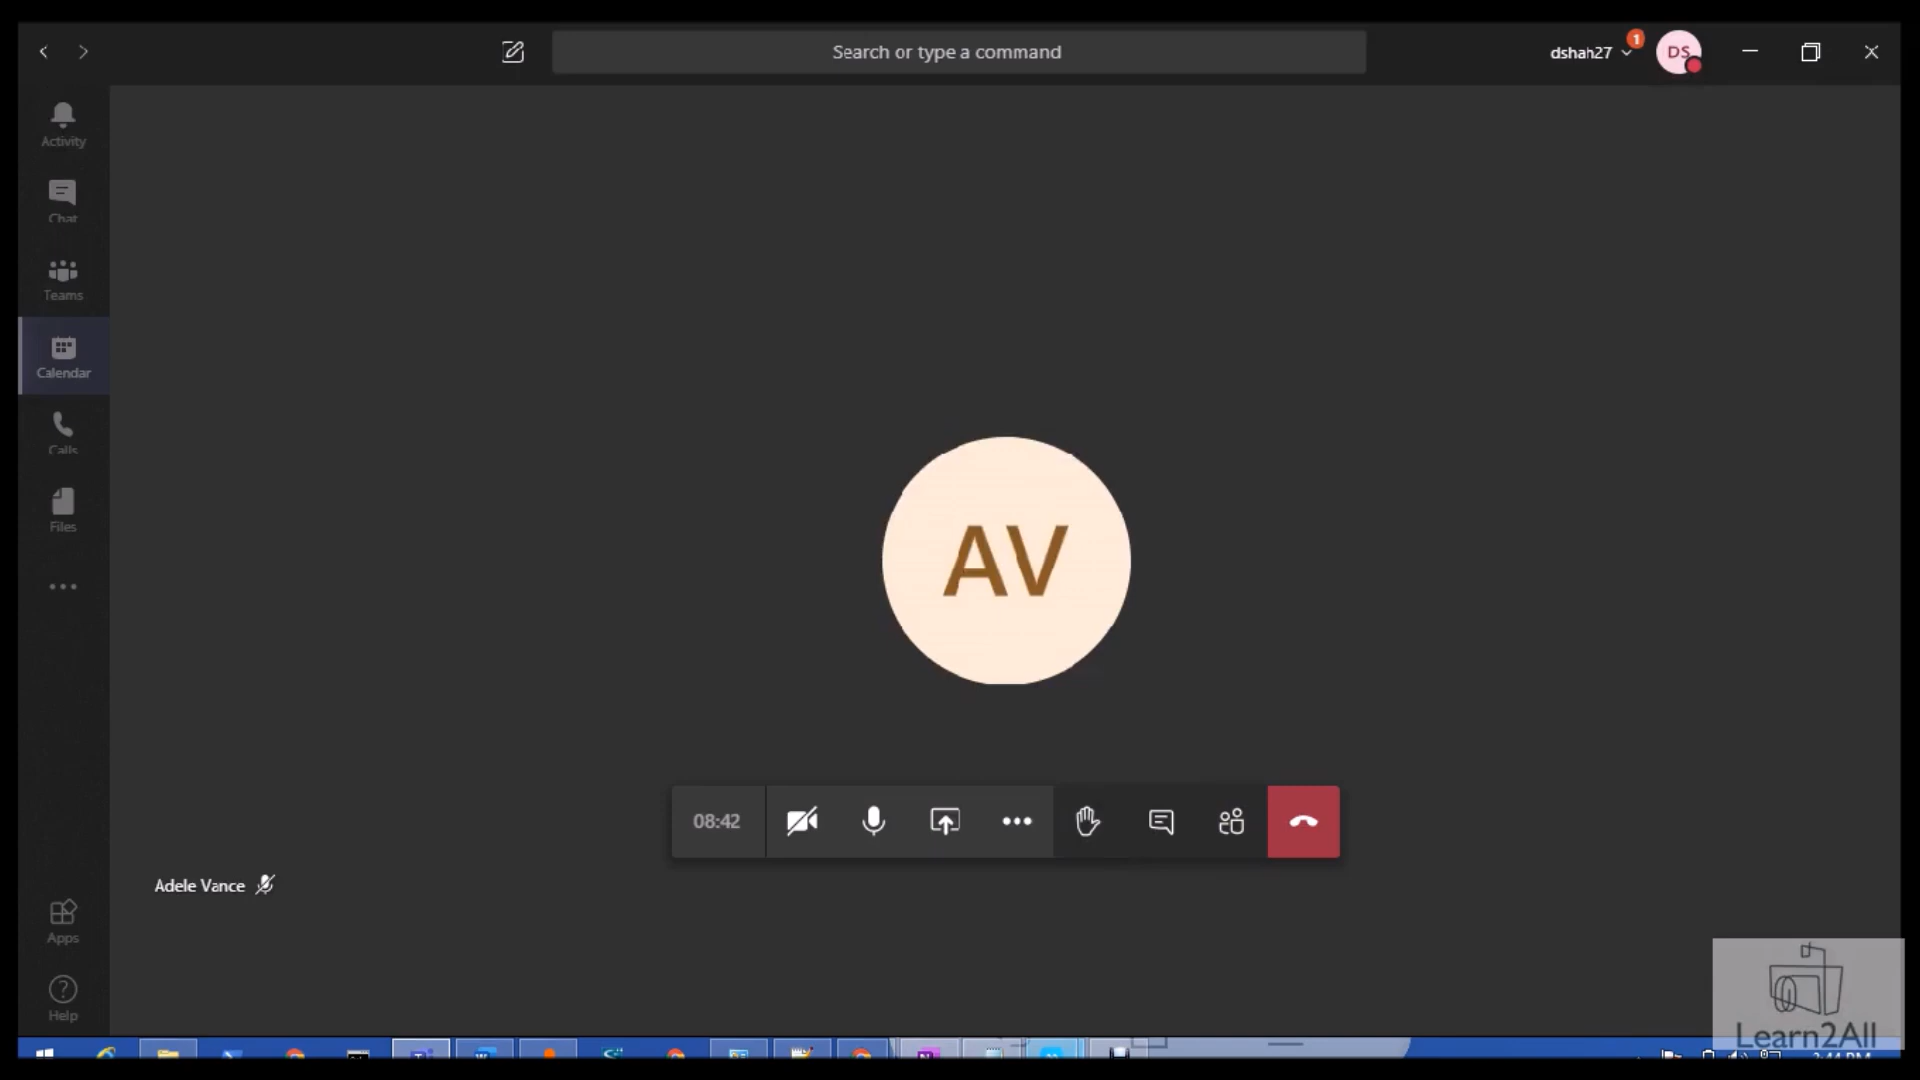 Search or type a command
dshah27
1
DS
Activity
Chat
Teams
Calendar
Calls
Files
AV
08:42
Adele Vance
Apps
Help
Learn2All